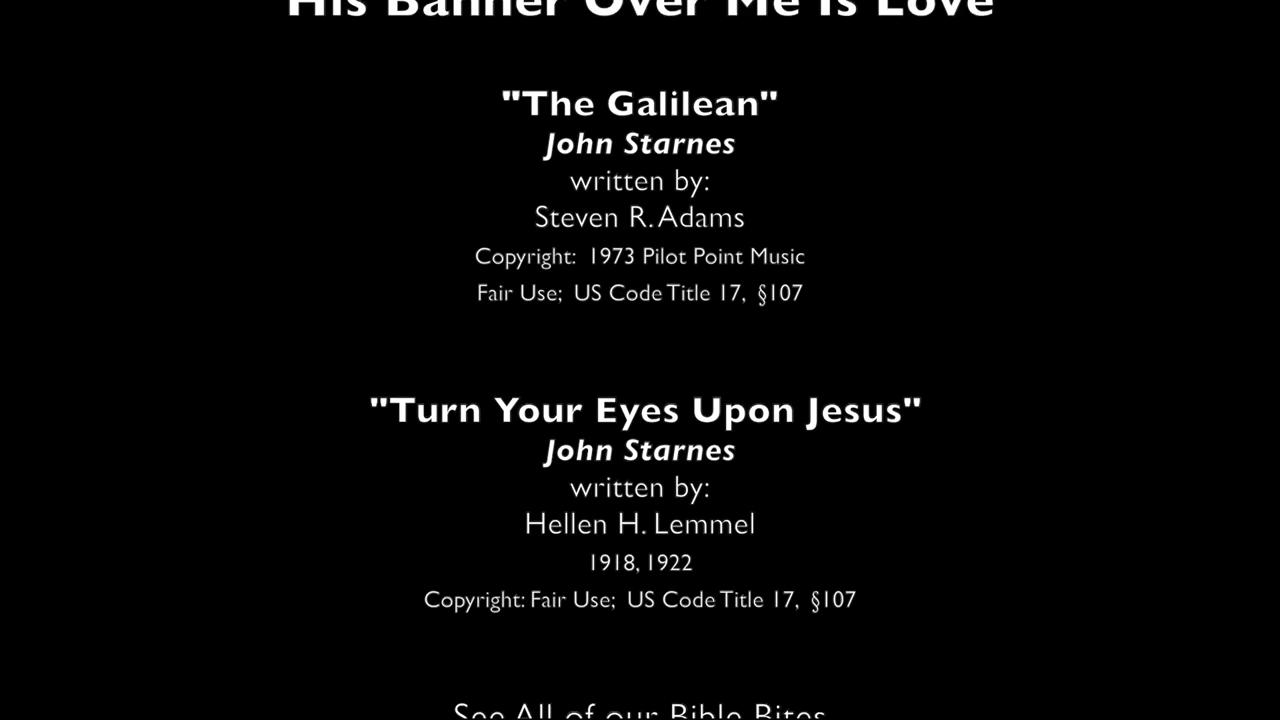 His Banner Over Me Is Love
"The Galilean"
John Starnes
written by:
Steven R. Adams
Copyright: 1973 Pilot Point Music
Fair Use; US Code Title 17, §107
"Turn Your Eyes Upon Jesus"
John Starnes
written by:
Hellen H. Lemmel
1918, 1922
Copyright: Fair Use; US Code Title 17, §107
See All of our Bible Bites